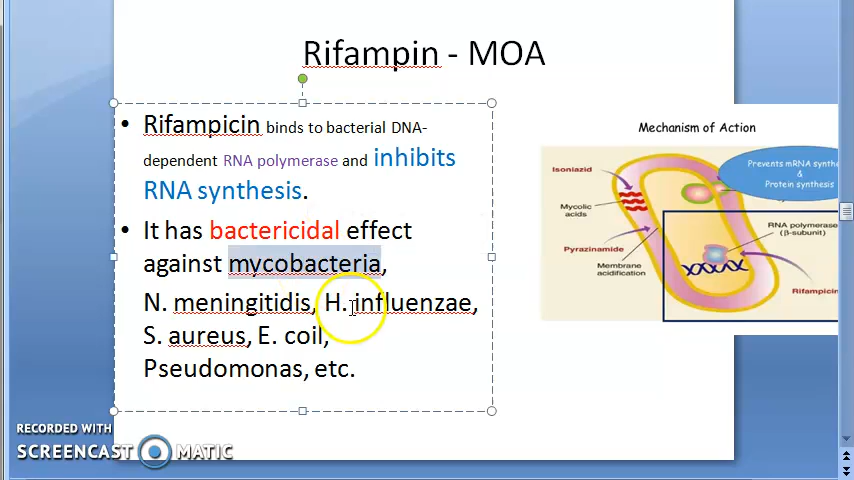 Rifampin - MOA
• Rifampicin binds to bacterial DNA-
dependent RNA polymerase and inhibits
RNA synthesis.
• It has bactericidal effect
against mycobacteria,
N. meningitidis, H. influenzae,
S. aureus, E. coil,
Pseudomonas, etc.
Mechanism of Action
Isoniazid
Mycolic
acids
Pyrazinamide
Membrane
acidification
Prevents mRNA synthe
&
Protein synthesis
RNA polymerase
(β-subunit)
Rifampicin
RECORDED WITH
SCREENCAST MATIC